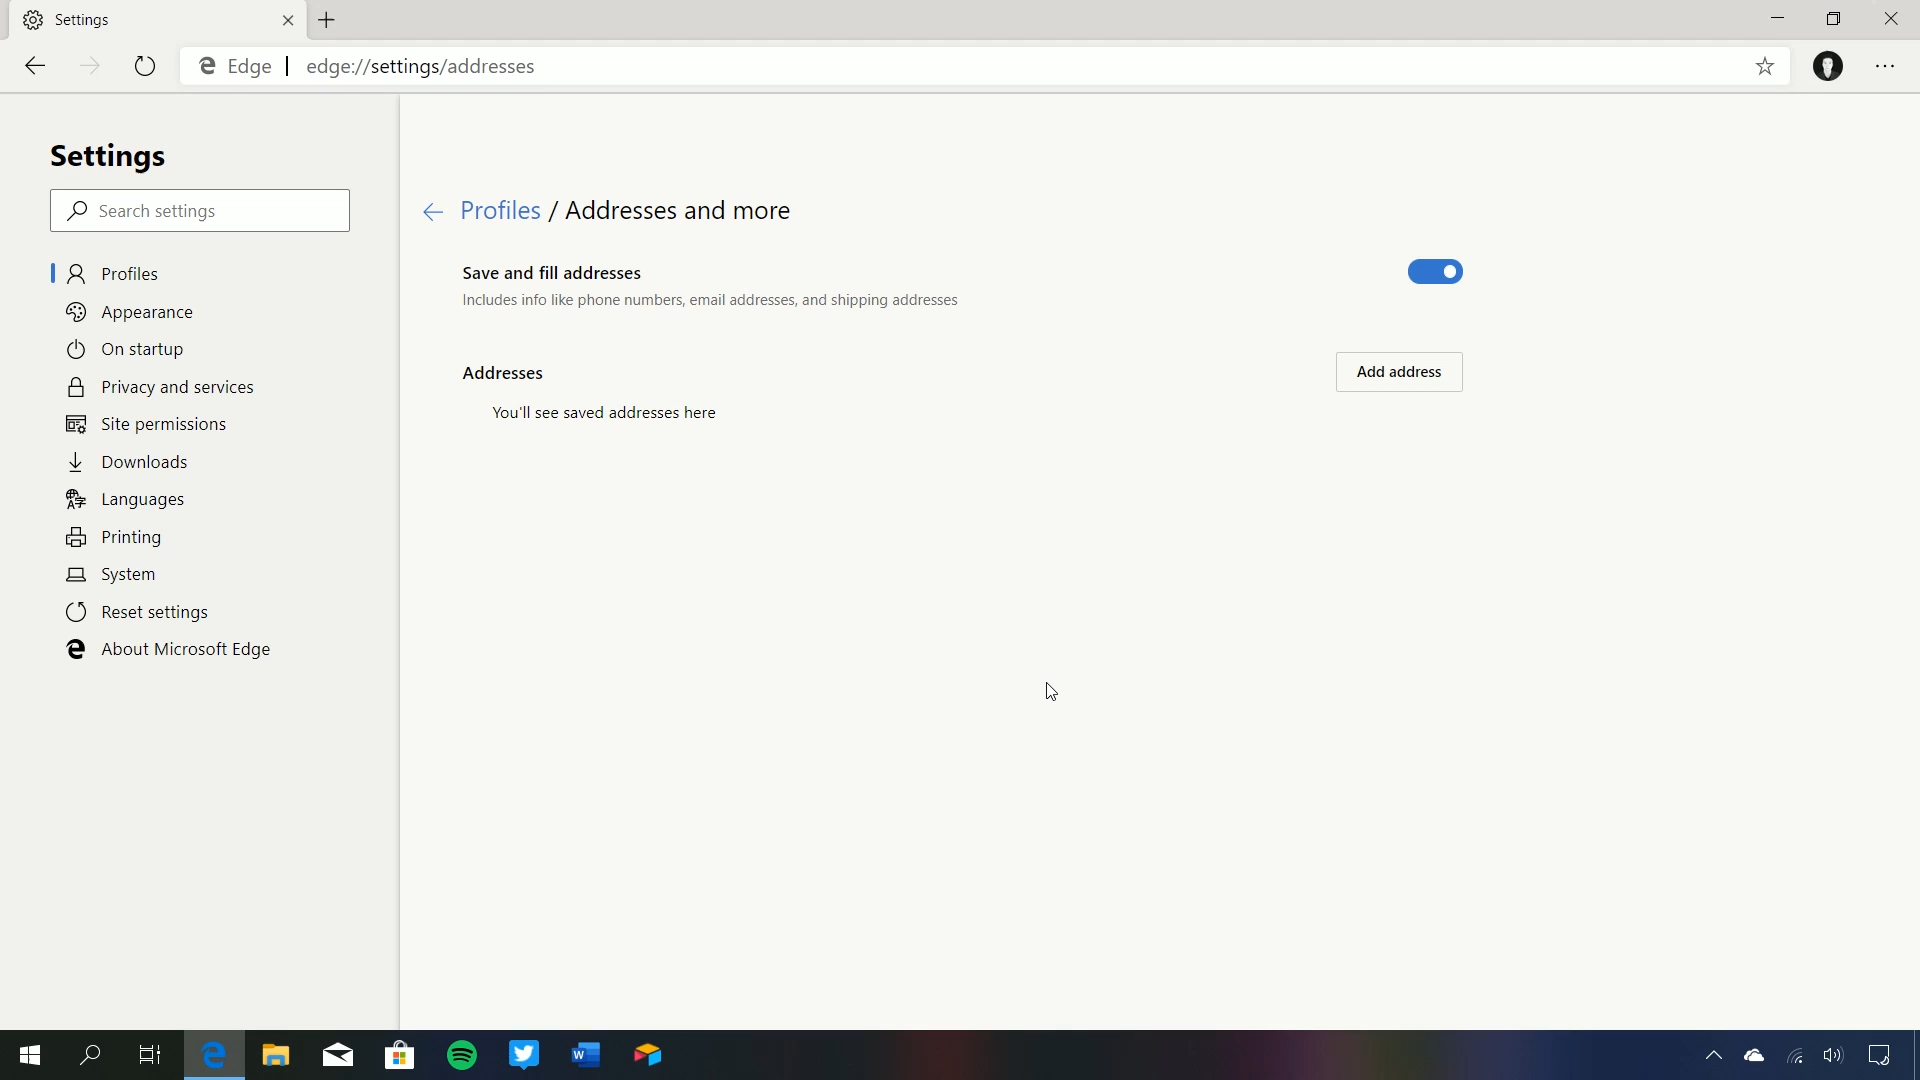 Settings
Edge | edge://settings/addresses
Settings
Search settings
Profiles
Appearance
On startup
Privacy and services
Site permissions
Downloads
Languages
Printing
System
Reset settings
About Microsoft Edge
Profiles / Addresses and more
Save and fill addresses
Includes info like phone numbers, email addresses, and shipping addresses
Addresses
Add address
You'll see saved addresses here